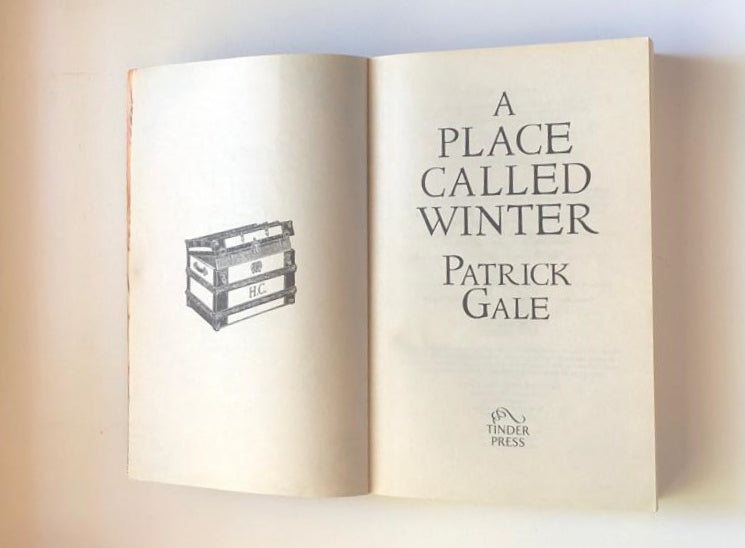 H.C.
A
PLACE
CALLED
WINTER
PATRICK
GALE
TINDER
PRESS